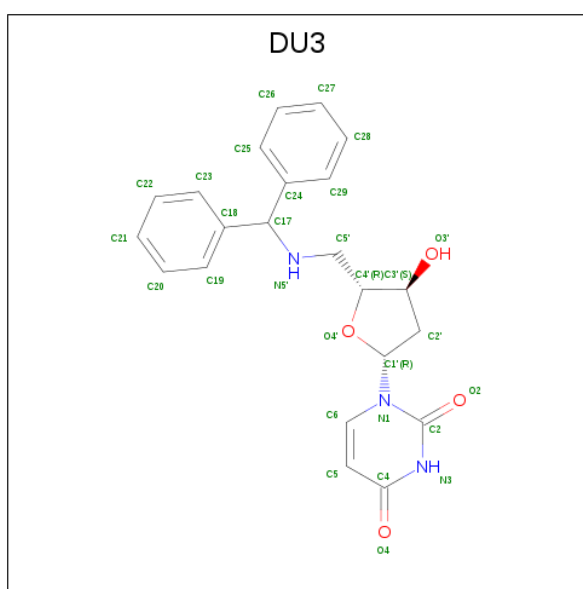 DU3
C27
C26
C28
C25
C23
C22
C24
C29
C18
C17
C21
C5'
O3'
OH
N
H
C19
C20
N5'
C4'(R)
C3'(S)
O
O4'
C2'
C1'(R)
O2
N
O
C6
N1
C2
C5
C4
NH
N3
O
O4